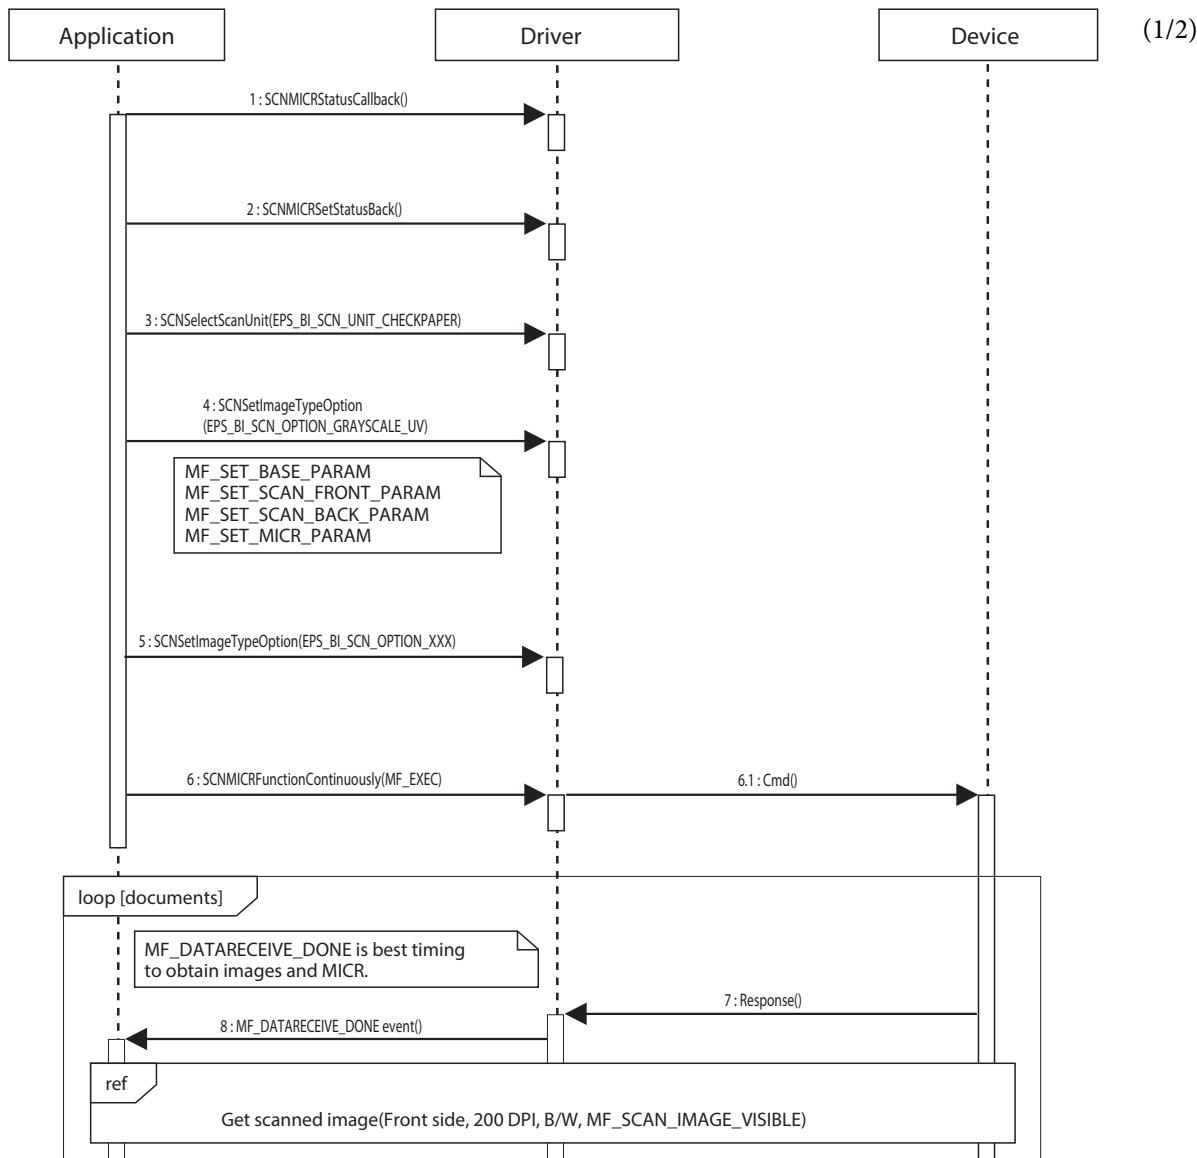 Application
Driver
Device
(1/2)
1 : SCNMICRStatusCallback()
2 : SCNMICRSetStatusBack()
3 : SCNSelectScanUnit(EPS_BI_SCN_UNIT_CHECKPAPER)
4 : SCNSetImageTypeOption
(EPS_BI_SCN_OPTION_GRAYSCALE_UV)
MF_SET_BASE_PARAM
MF_SET_SCAN_FRONT_PARAM
MF_SET_SCAN_BACK_PARAM
MF_SET_MICR_PARAM
5 : SCNSetImageTypeOption(EPS_BI_SCN_OPTION_XXX)
6 : SCNMICRFunctionContinuously(MF_EXEC)
6.1 : Cmd()
loop [documents]
MF_DATARECEIVE_DONE is best timing
to obtain images and MICR.
7 : Response()
8 : MF_DATARECEIVE_DONE event()
ref
Get scanned image(Front side, 200 DPI, B/W, MF_SCAN_IMAGE_VISIBLE)